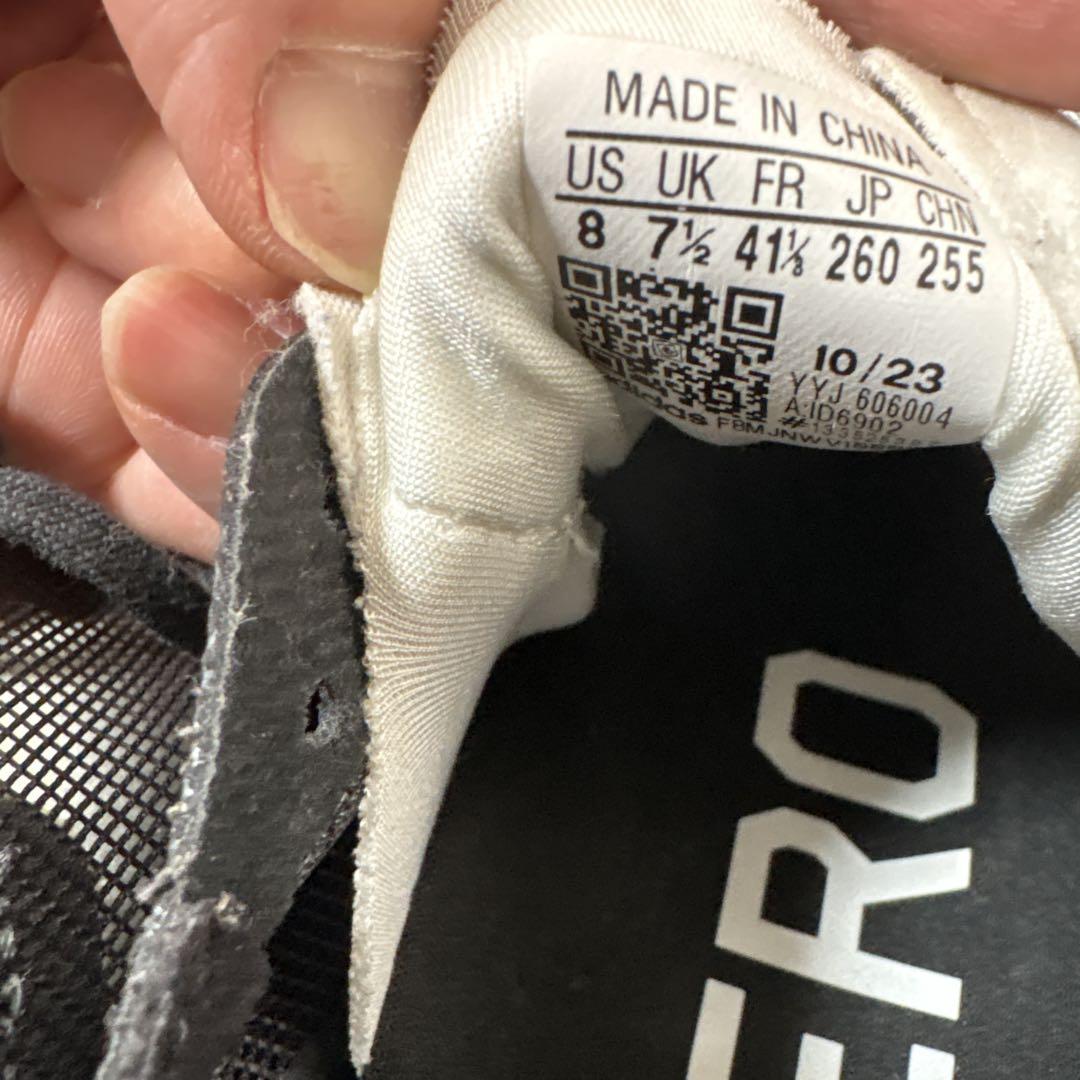 MADE IN CHINA
US UK FR JP CHN
8 7½ 41⅓ 260 255
10/23
YYJ 606004
A:ID6902
adidas
ERO